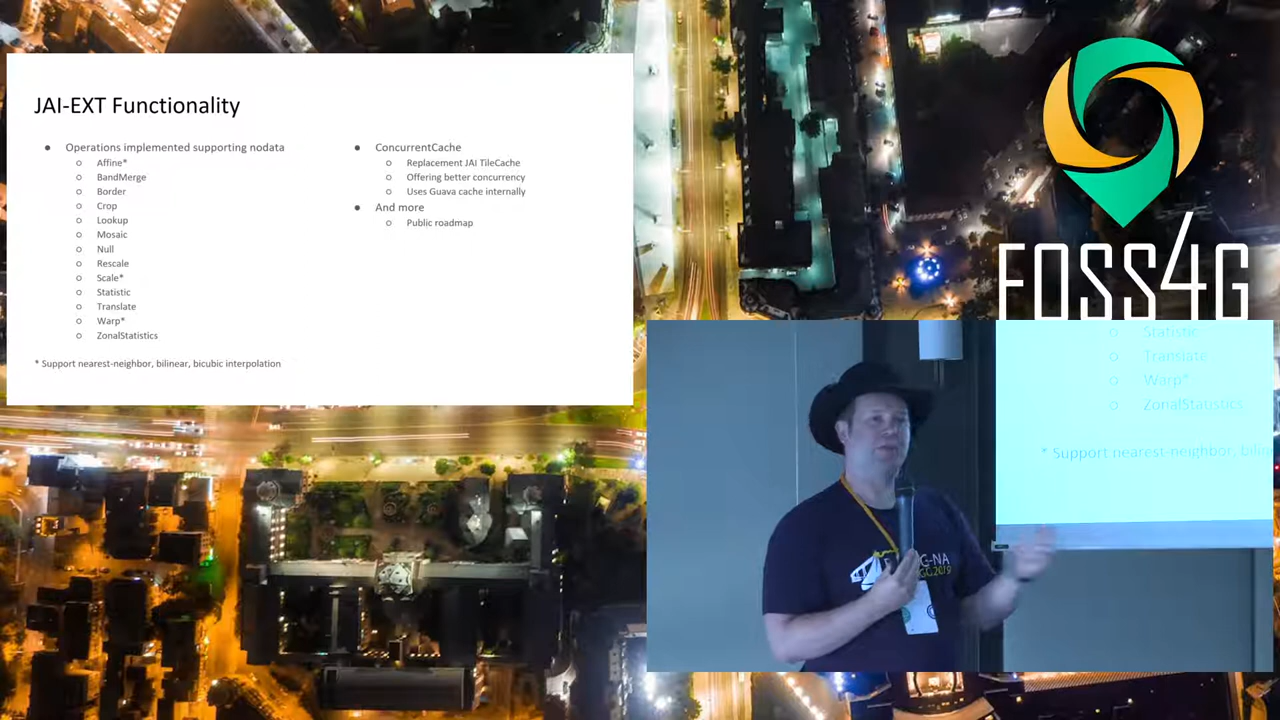 JAI-EXT Functionality
● Operations implemented supporting nodata
○ Affine*
○ BandMerge
○ Border
○ Crop
○ Lookup
○ Mosaic
○ Null
○ Rescale
○ Scale*
○ Statistic
○ Translate
○ Warp*
○ ZonalStatistics
* Support nearest-neighbor, bilinear, bicubic interpolation
● ConcurrentCache
○ Replacement JAI TileCache
○ Offering better concurrency
○ Uses Guava cache internally
● And more
○ Public roadmap
FOSS4G
○ Statistic
○ Translate
○ Warp*
○ ZonalStatistics
* Support nearest-neighbor,